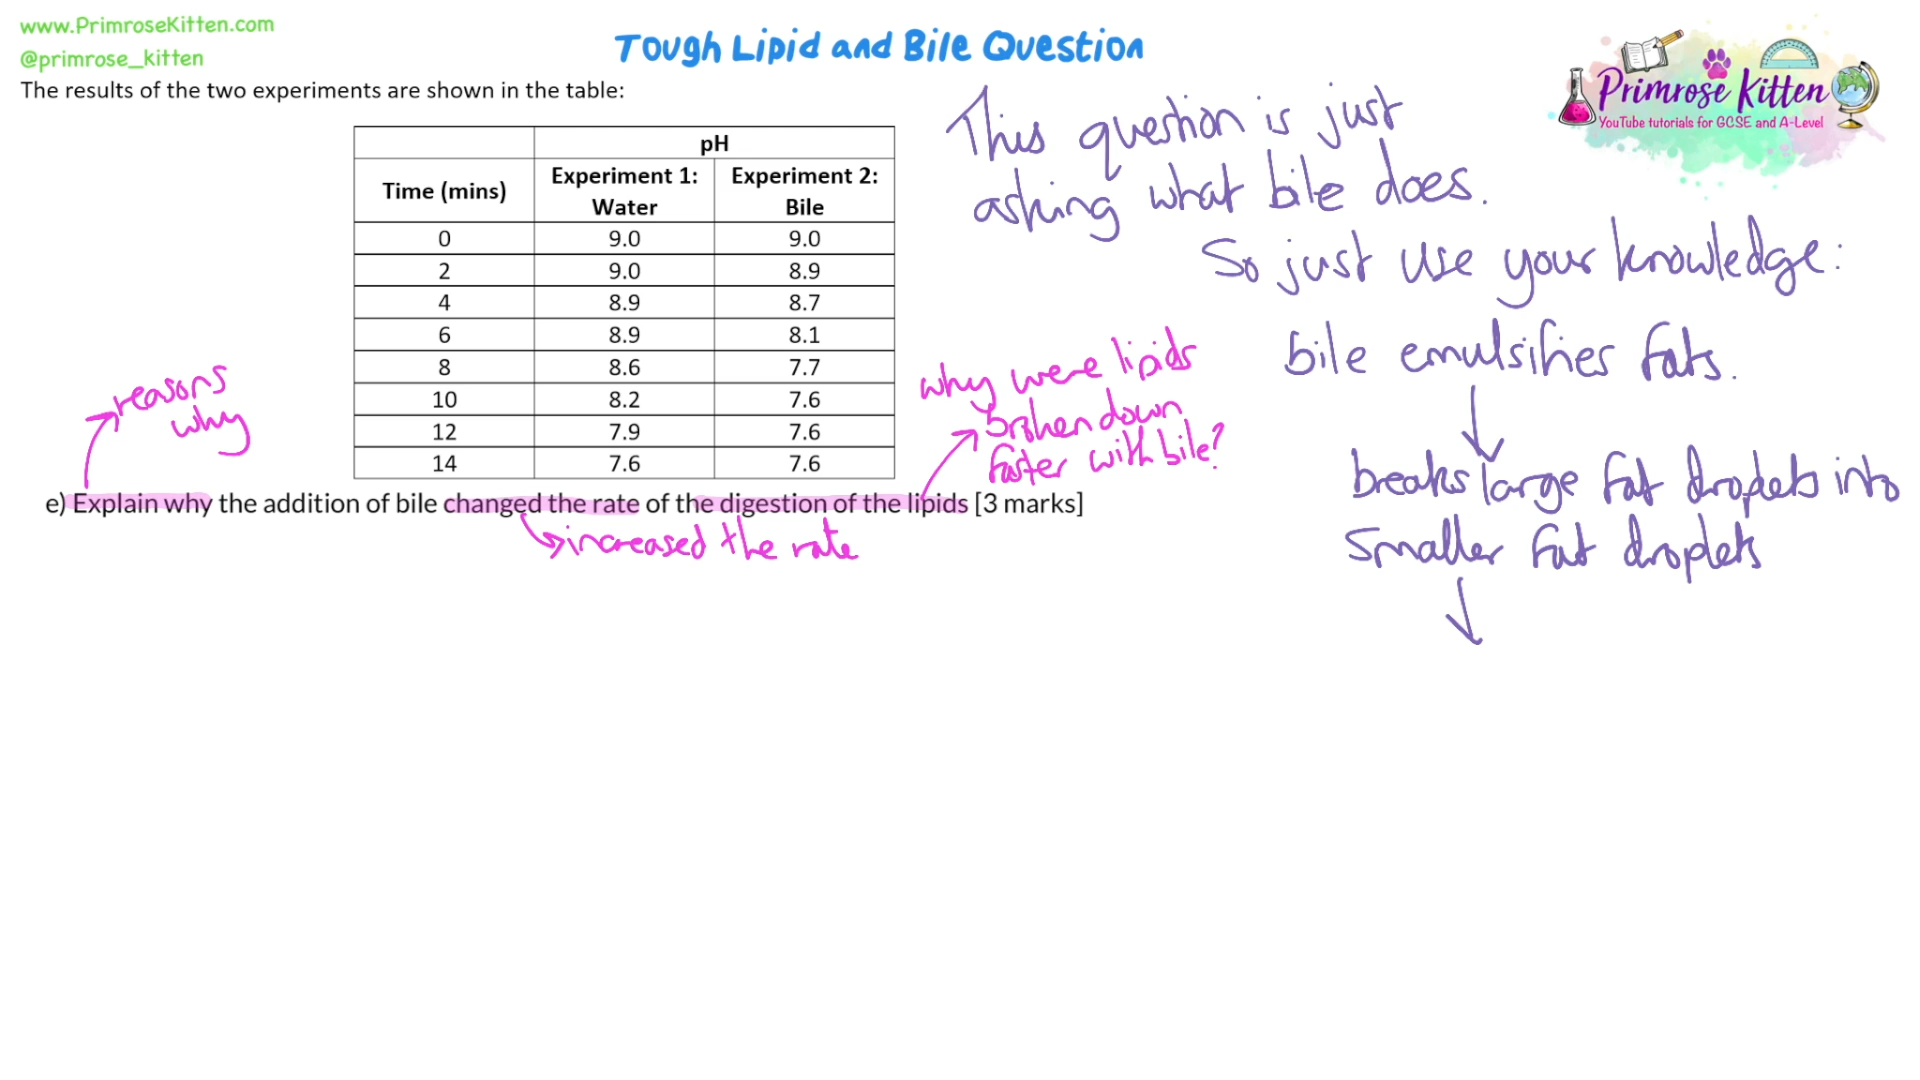 www.PrimroseKitten.com
@primrose_kitten
Tough Lipid and Bile Question
Primrose Kitten
YouTube tutorials for GCSE and A-Level
The results of the two experiments are shown in the table:
pH
Time (mins) Experiment 1: Water Experiment 2: Bile
0 9.0 9.0
2 9.0 8.9
4 8.9 8.7
6 8.9 8.1
8 8.6 7.7
10 8.2 7.6
12 7.9 7.6
14 7.6 7.6
reasons
why
e) Explain why the addition of bile changed the rate of the digestion of the lipids [3 marks]
increased the rate
why were lipids
broken down
faster with bile?
This question is just
asking what bile does.
So just use your knowledge:
bile emulsifies fats.
breaks large fat droplets into
smaller fat droplets